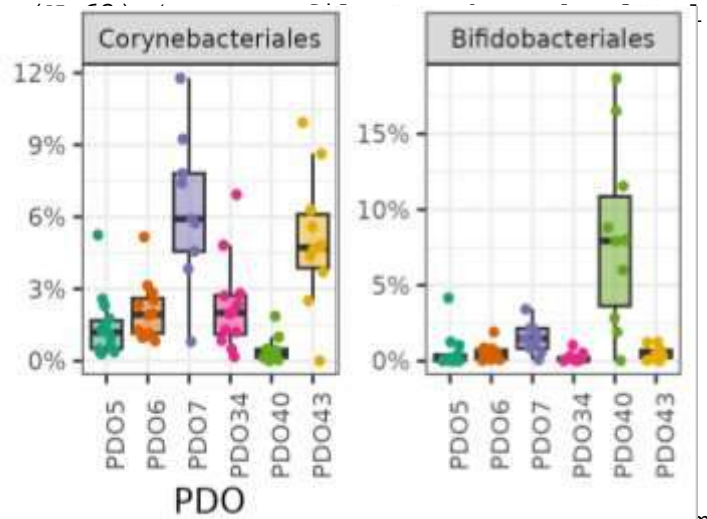 Corynebacteriales
Bifidobacteriales
12%
9%
6%
3%
0%
15%
10%
5%
0%
PDO5
PDO6
PDO7
PDO34
PDO40
PDO43
PDO5
PDO6
PDO7
PDO34
PDO40
PDO43
PDO